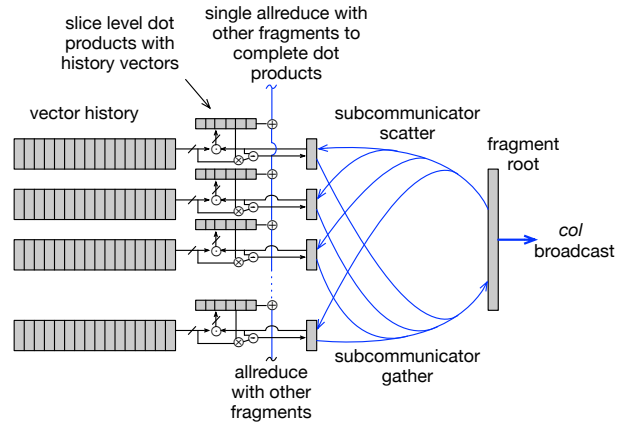 slice level dot
products with
history vectors
single allreduce with
other fragments to
complete dot
products
vector history
subcommunicator
scatter
fragment
root
col
broadcast
subcommunicator
gather
allreduce
with other
fragments